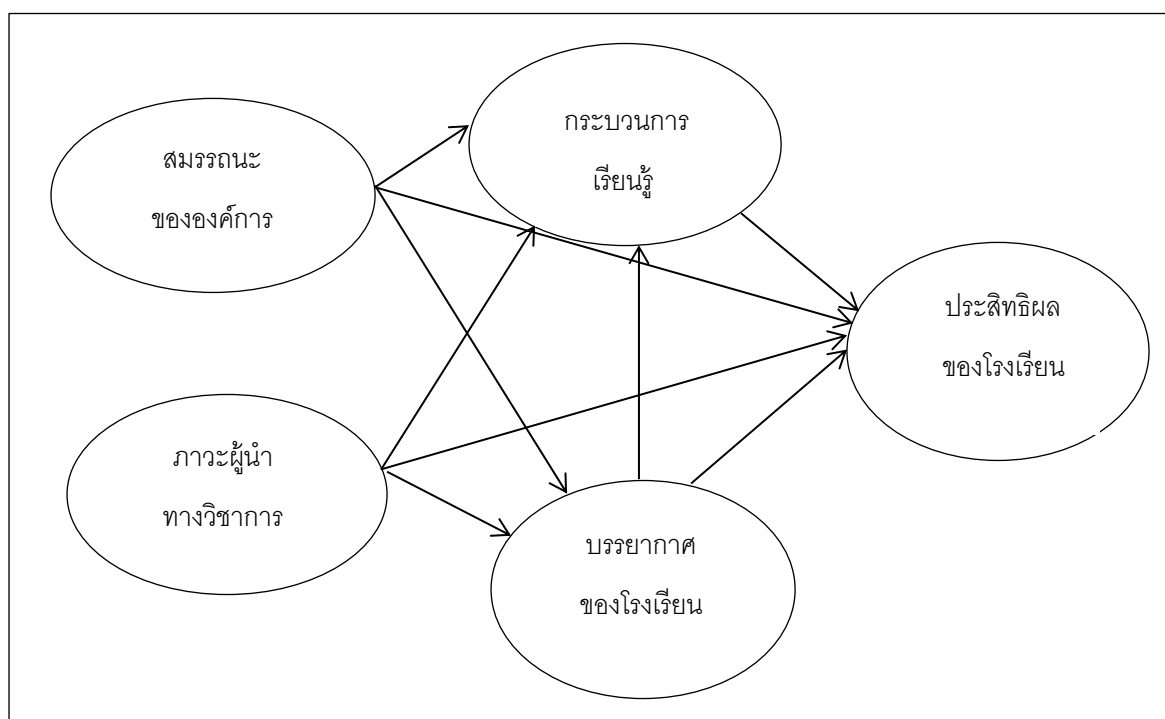 สมรรถนะ
ขององค์การ
กระบวนการ
เรียนรู้
ประสิทธิผล
ของโรงเรียน
ภาวะผู้นำ
ทางวิชาการ
บรรยากาศ
ของโรงเรียน